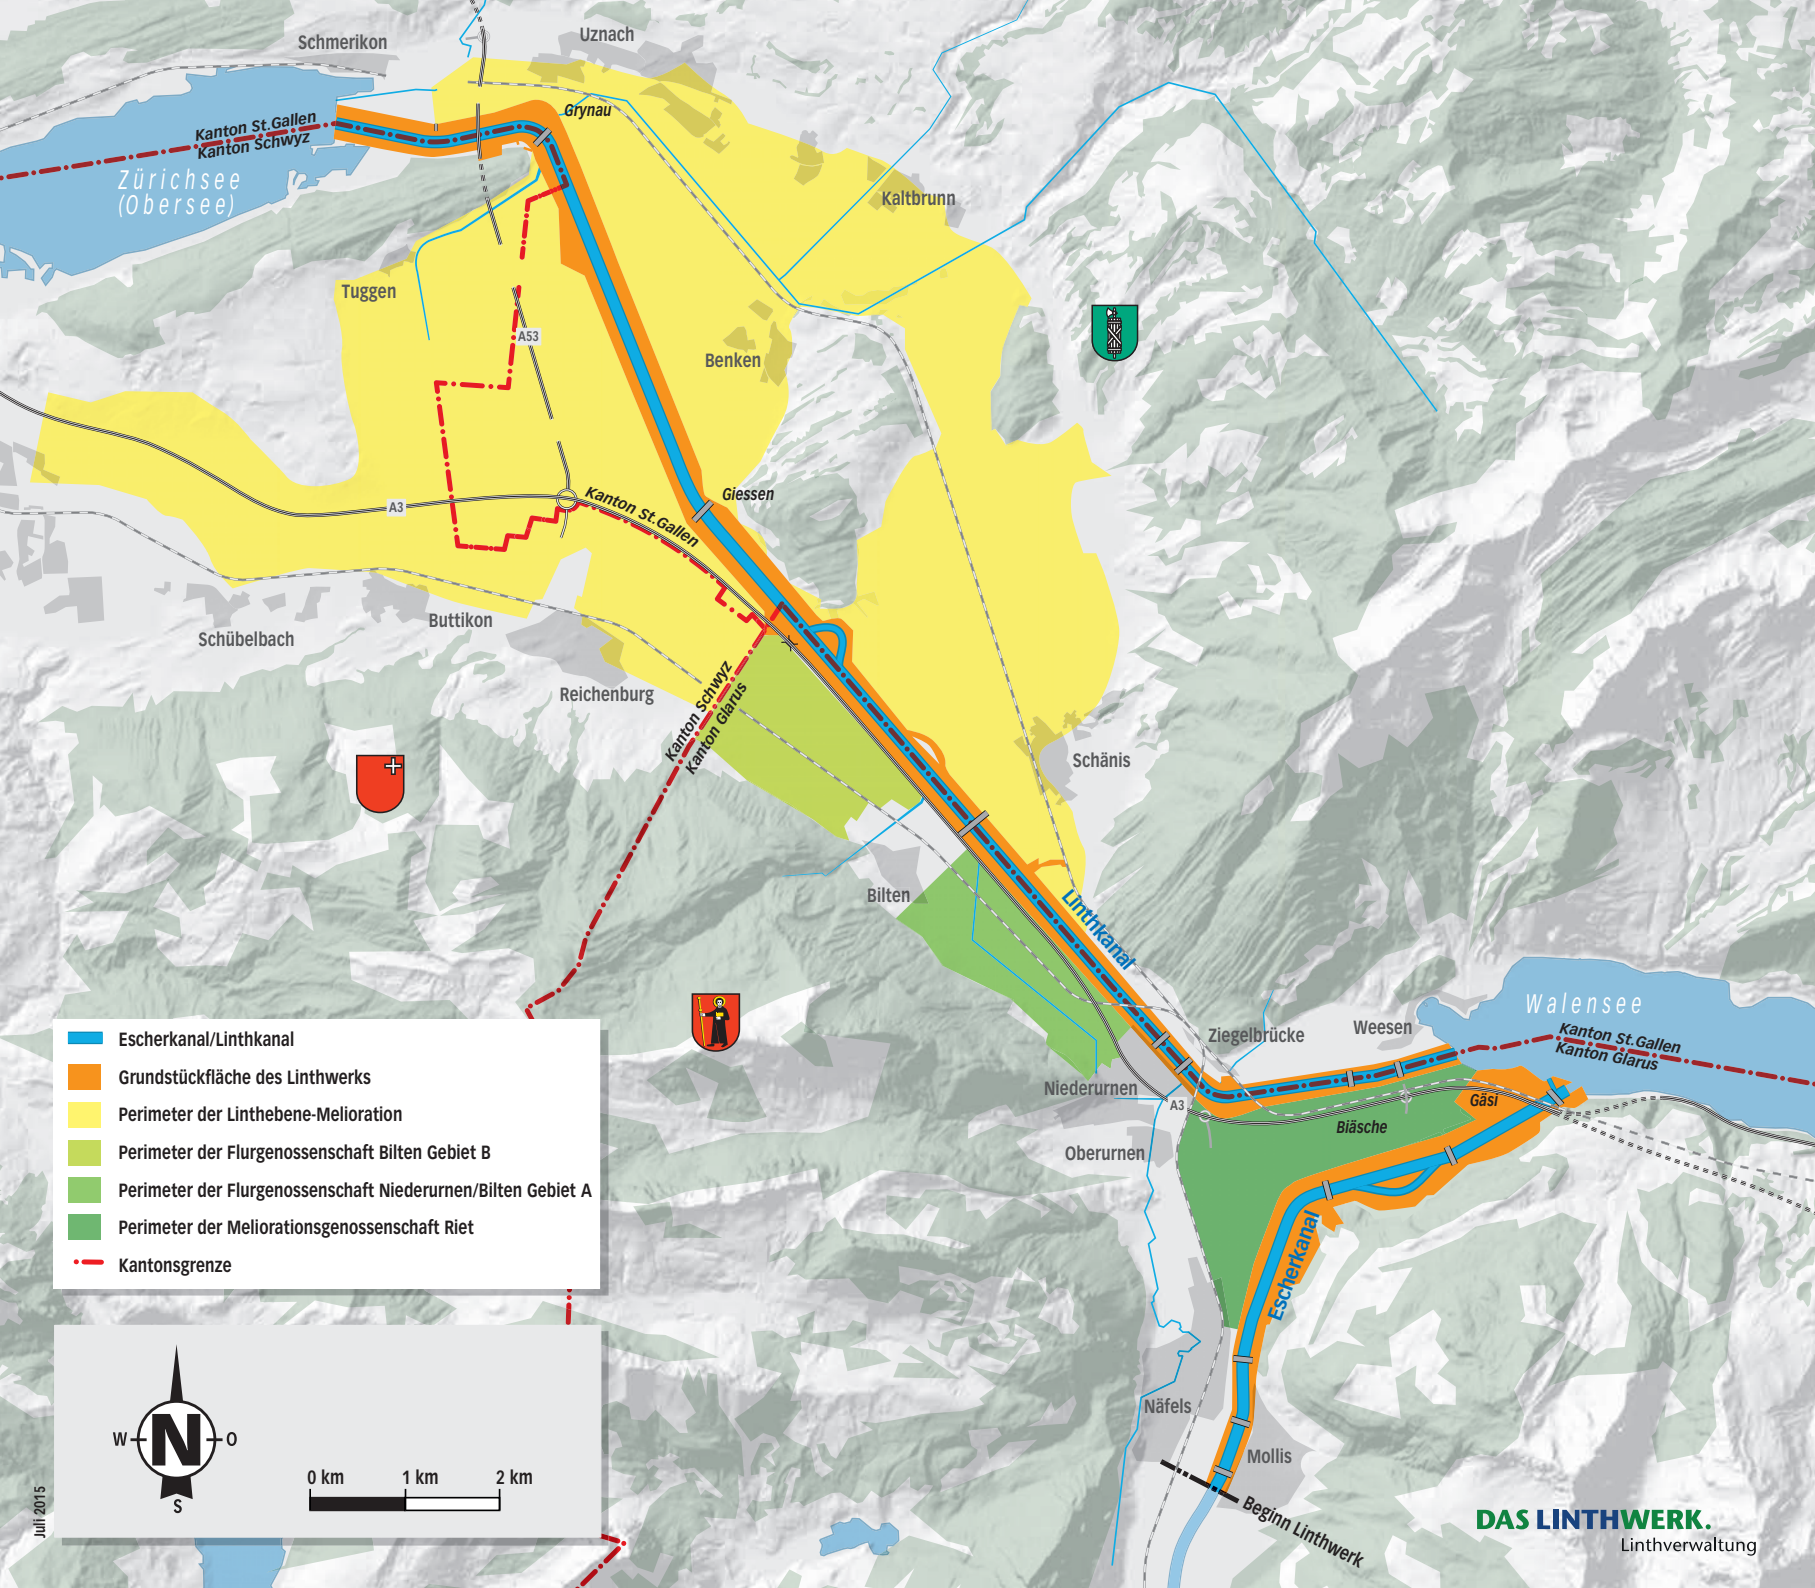 Schmerikon
Uznach
Grynau
Kanton St.Gallen
Kanton Schwyz
Zürichsee
(Obersee)
Kaltbrunn
Tuggen
A53
Benken
Giessen
A3
Kanton St.Gallen
Buttikon
Schübelbach
Reichenburg
Kanton Schwyz
Kanton Glarus
Schänis
Bilten
Linthkanal
Walensee
Ziegelbrücke
Weesen
Kanton St.Gallen
Kanton Glarus
Niederurnen
A3
Gäsi
Biäsche
Oberurnen
Escherkanal
Näfels
Mollis
Beginn Linthwerk
Escherkanal/Linthkanal
Grundstückfläche des Linthwerks
Perimeter der Linthebene-Melioration
Perimeter der Flurgenossenschaft Bilten Gebiet B
Perimeter der Flurgenossenschaft Niederurnen/Bilten Gebiet A
Perimeter der Meliorationsgenossenschaft Riet
Kantonsgrenze
W N O
S
0 km 1 km 2 km
Juli 2015
DAS LINTHWERK.
Linthverwaltung